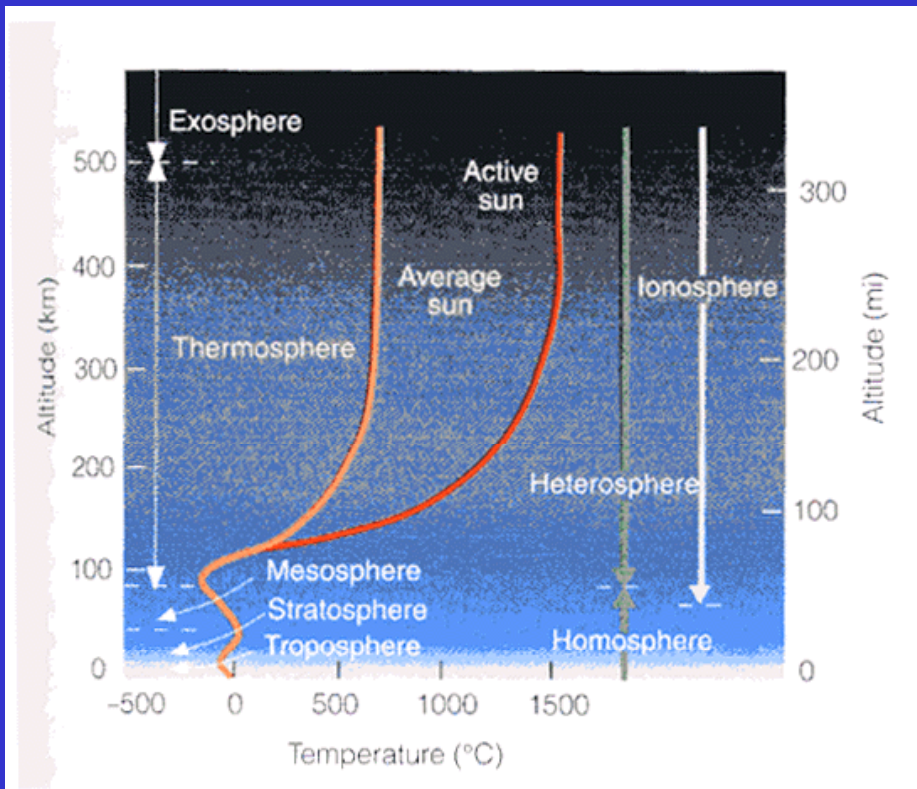 Exosphere
500
Active
sun
300
400
Average
sun
Ionosphere
Altitude (km)
Thermosphere
300
200
Altitude (mi)
200
Heterosphere
100
100
Mesosphere
Stratosphere
Homosphere
Troposphere
0
0
-500
0
500
1000
1500
Temperature (°C)